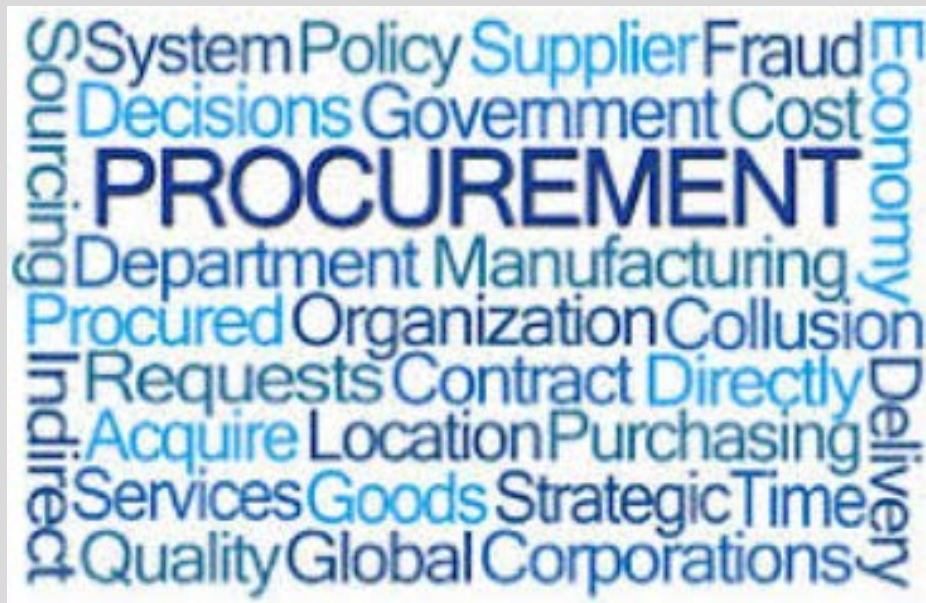 Sourcing
System Policy Supplier Fraud
Economy
Decisions Government Cost
PROCUREMENT
Department Manufacturing
Procured Organization Collusion
Indirect
Requests Contract Directly
Delivery
Acquire Location Purchasing
Services Goods Strategic Time
Quality Global Corporations